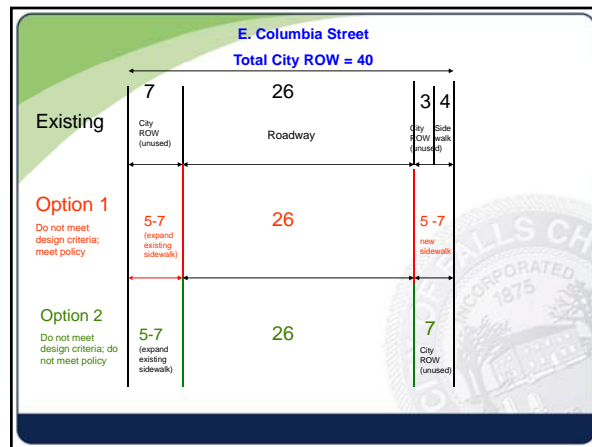 E. Columbia Street
Total City ROW = 40
7
26
3
4
Existing
City
ROW
(unused)
Roadway
City
ROW
(unused)
Side
walk
Option 1
Do not meet
design criteria;
meet policy
5-7
(expand
existing
sidewalk)
26
5 -7
new
sidewalk
Option 2
Do not meet
design criteria; do
not meet policy
5-7
(expand
existing
sidewalk)
26
7
City
ROW
(unused)
FALLS CH
INCORPORATED
1875